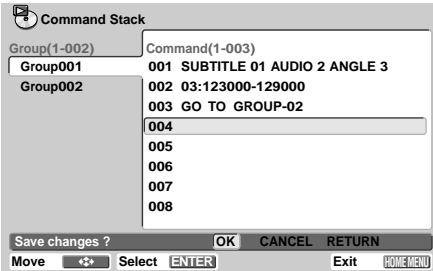 Command Stack
Group(1-002) Command(1-003)
Group001 001 SUBTITLE 01 AUDIO 2 ANGLE 3
Group002 002 03:123000-129000
003 GO TO GROUP-02
004
005
006
007
008
Save changes ? OK CANCEL RETURN
Move Select ENTER Exit HOME MENU